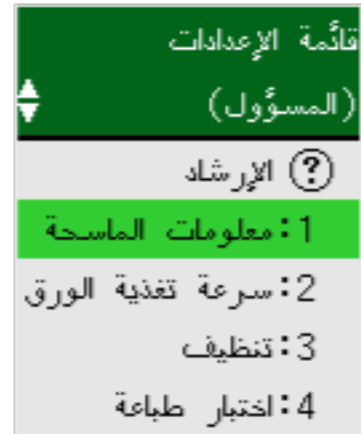 قائمة الإعدادات
(المسؤول)
? الإرشاد
1:معلومات الماسحة
2:سرعة تغذية الورق
3:تنظيف
4:اختبار طباعة